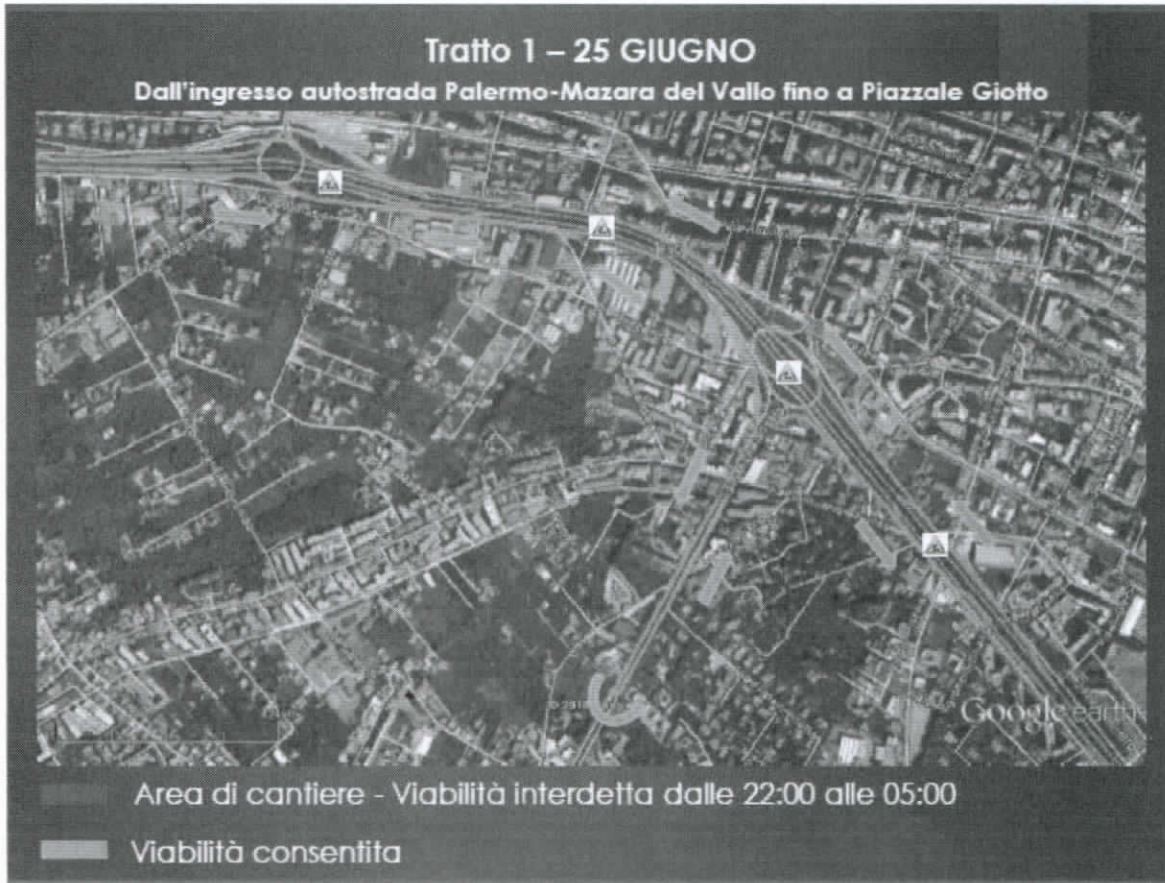 Tratto 1 – 25 GIUGNO
Dall'ingresso autostrada Palermo-Mazara del Vallo fino a Piazzale Giotto
Google earth
Area di cantiere - Viabilità interdetta dalle 22:00 alle 05:00
Viabilità consentita